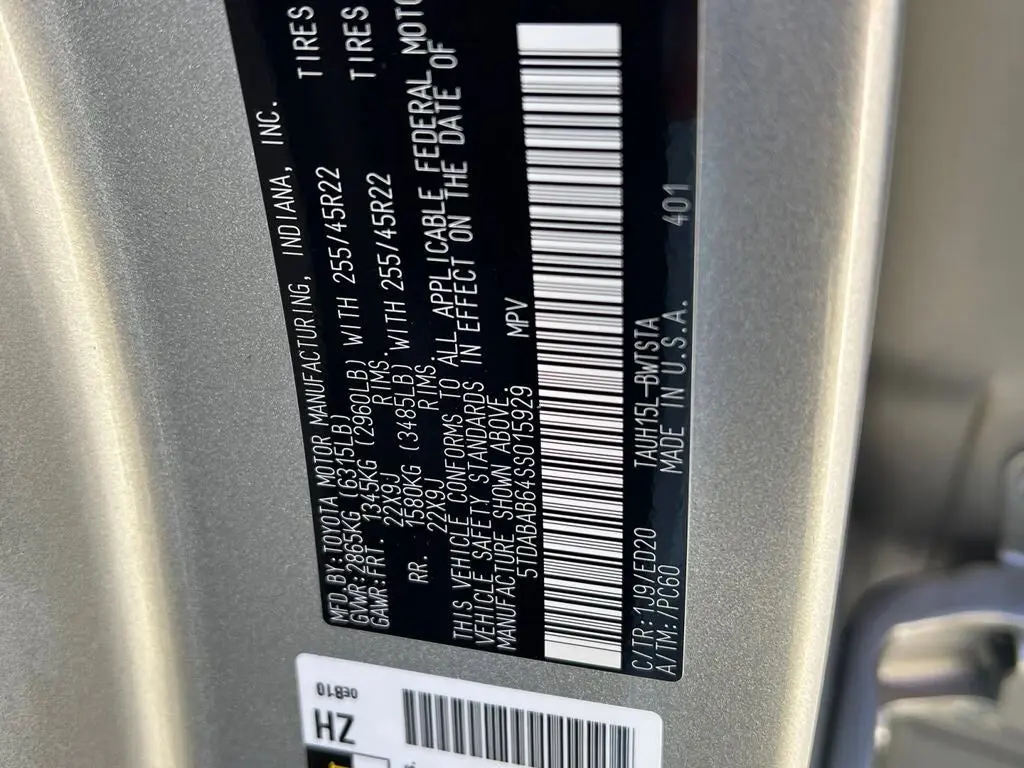 MFD.BY:TOYOTA MOTOR MANUFACTURING, INDIANA, INC.
GVWR:2865KG (6315LB)
GAWR:FRT. 1345KG (2960LB) WITH 255/45R22 TIRES
22X9J RIMS.
RR. 1580KG (3485LB) WITH 255/45R22 TIRES
22X9J RIMS.
THIS VEHICLE CONFORMS TO ALL APPLICABLE FEDERAL MOTO
VEHICLE SAFETY STANDARDS IN EFFECT ON THE DATE OF
MANUFACTURE SHOWN ABOVE.
5TDABAB64SS015929. MPV
C/TR:1J9/ED20 TAUH15L-BWTSTA 401
A/TM:/PC60 MADE IN U.S.A.
0EB10
ZH